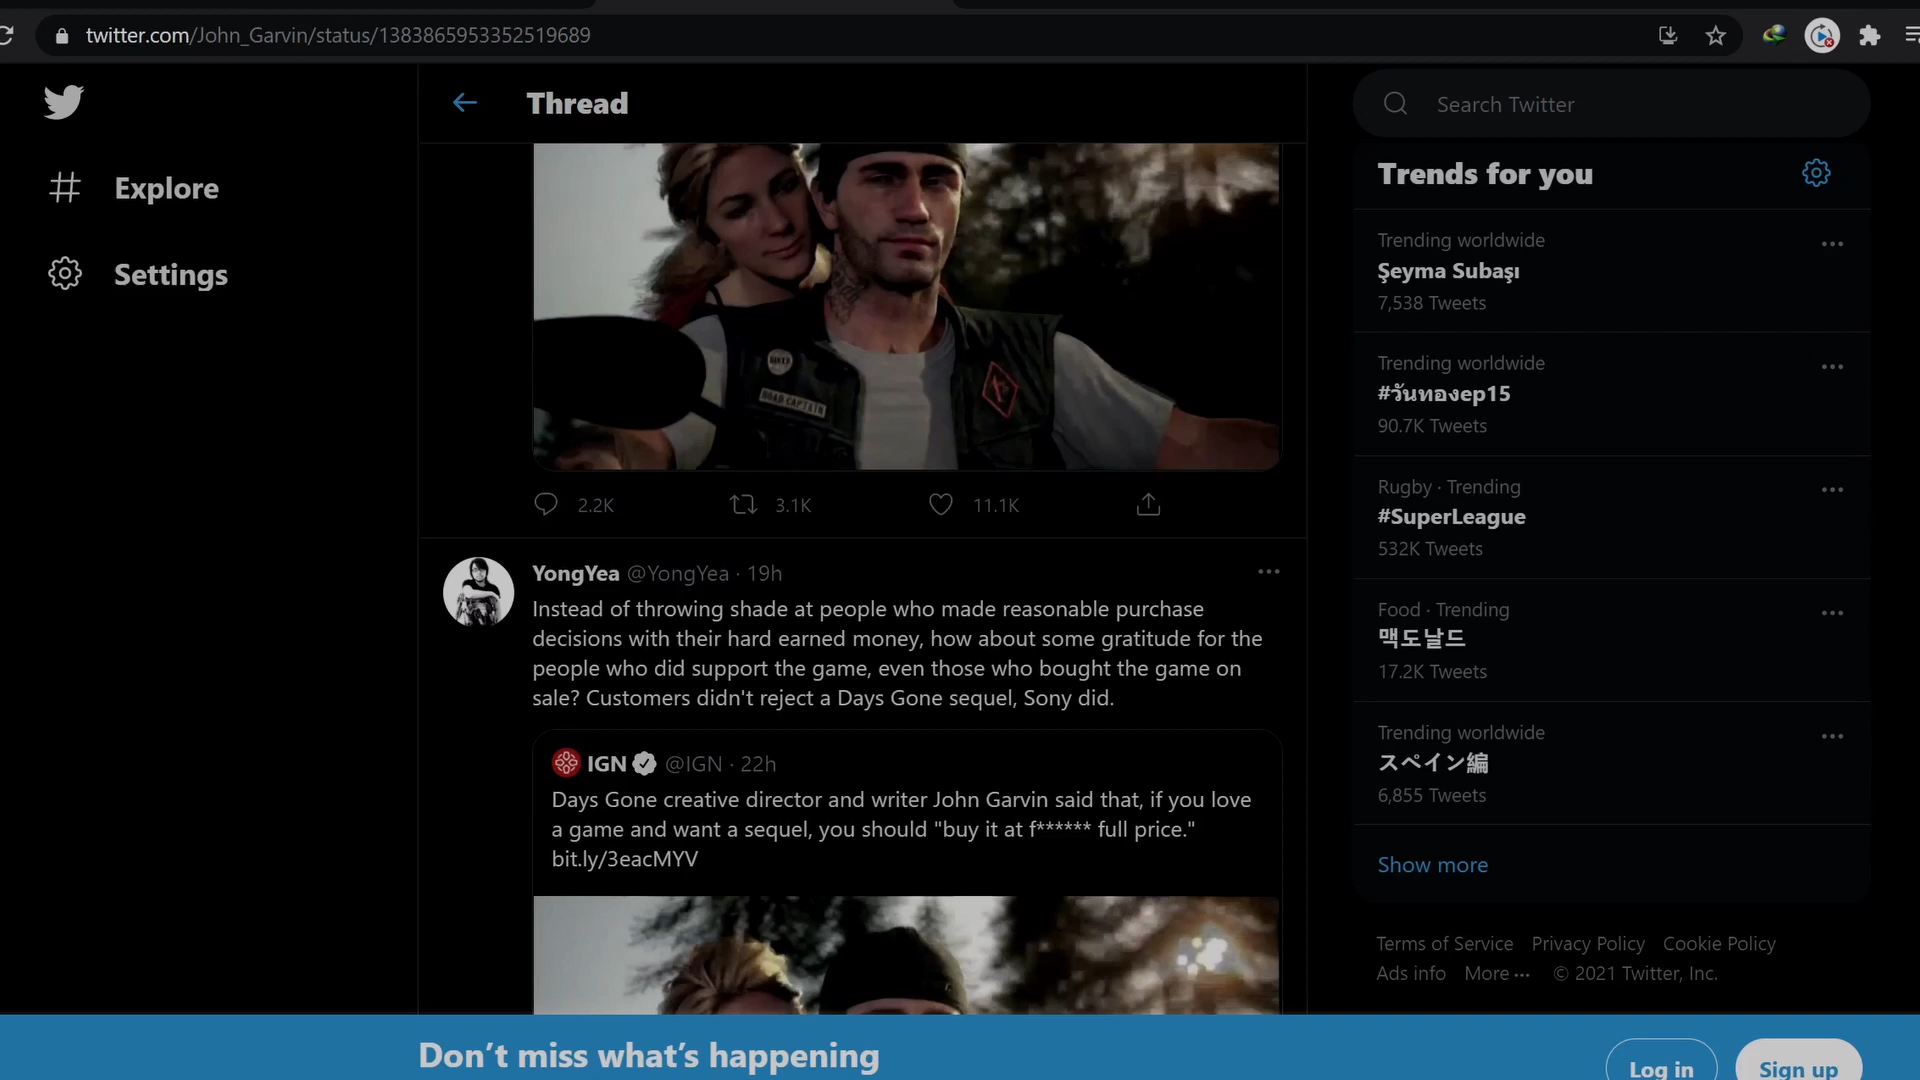 twitter.com/John_Garvin/status/1383865953352519689
Thread
Search Twitter
Explore
Settings
ROAD CAPTAIN
2.2K
3.1K
11.1K
YongYea @YongYea · 19h
Instead of throwing shade at people who made reasonable purchase
decisions with their hard earned money, how about some gratitude for the
people who did support the game, even those who bought the game on
sale? Customers didn't reject a Days Gone sequel, Sony did.
IGN @IGN · 22h
Days Gone creative director and writer John Garvin said that, if you love
a game and want a sequel, you should "buy it at f****** full price."
bit.ly/3eacMYV
Trends for you
Trending worldwide
Şeyma Subaşı
7,538 Tweets
Trending worldwide
#วันทองep15
90.7K Tweets
Rugby · Trending
#SuperLeague
532K Tweets
Food · Trending
맥도날드
17.2K Tweets
Trending worldwide
スペイン編
6,855 Tweets
Show more
Terms of Service Privacy Policy Cookie Policy
Ads info More ··· © 2021 Twitter, Inc.
Don’t miss what’s happening
Log in
Sign up